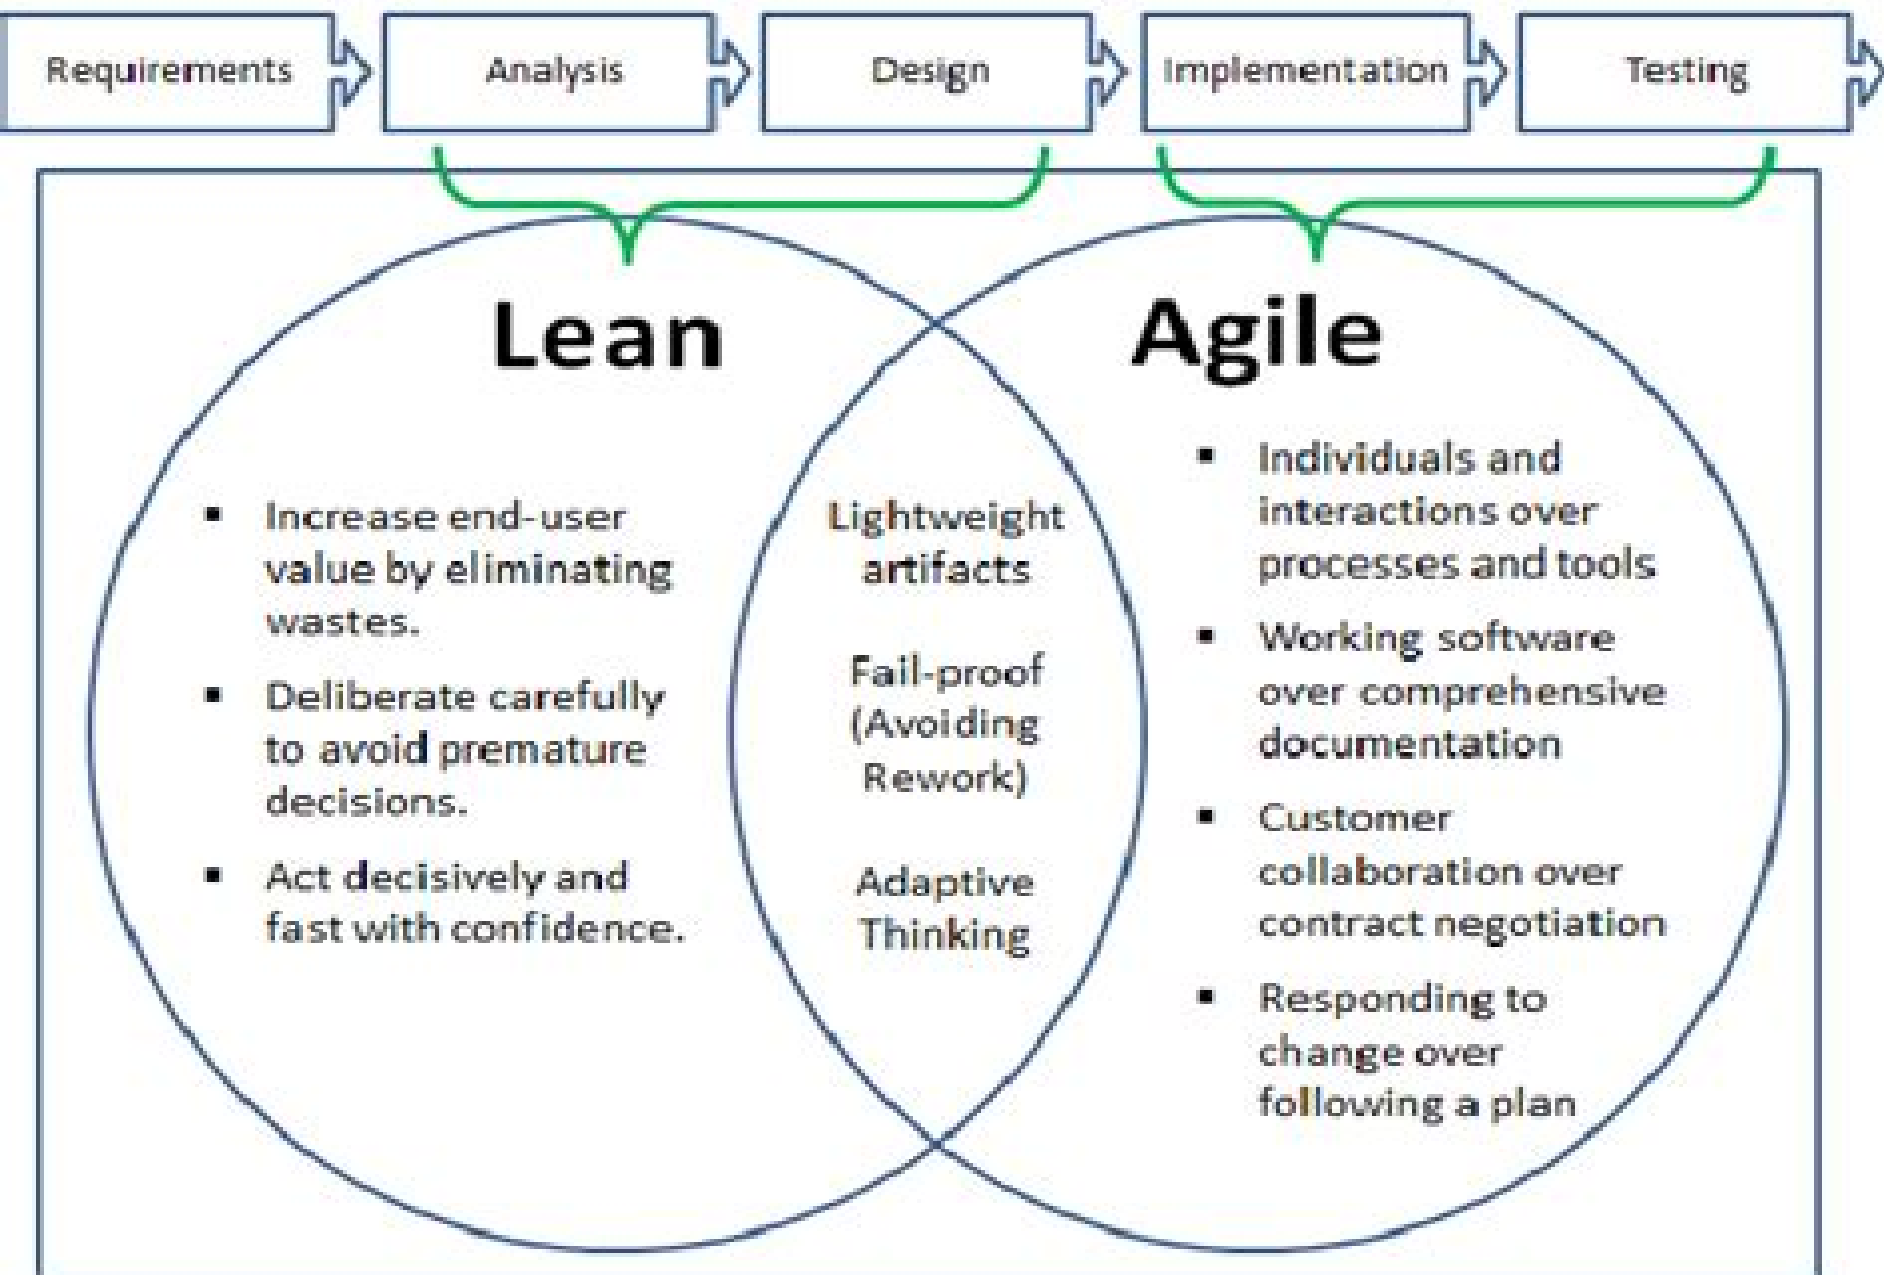 Requirements
Analysis
Design
Implementation
Testing
Lean
▪ Increase end-user
value by eliminating
wastes.
▪ Deliberate carefully
to avoid premature
decisions.
▪ Act decisively and
fast with confidence.
Lightweight
artifacts
Fail-proof
(Avoiding
Rework)
Adaptive
Thinking
Agile
▪ Individuals and
interactions over
processes and tools
▪ Working software
over comprehensive
documentation
▪ Customer
collaboration over
contract negotiation
▪ Responding to
change over
following a plan